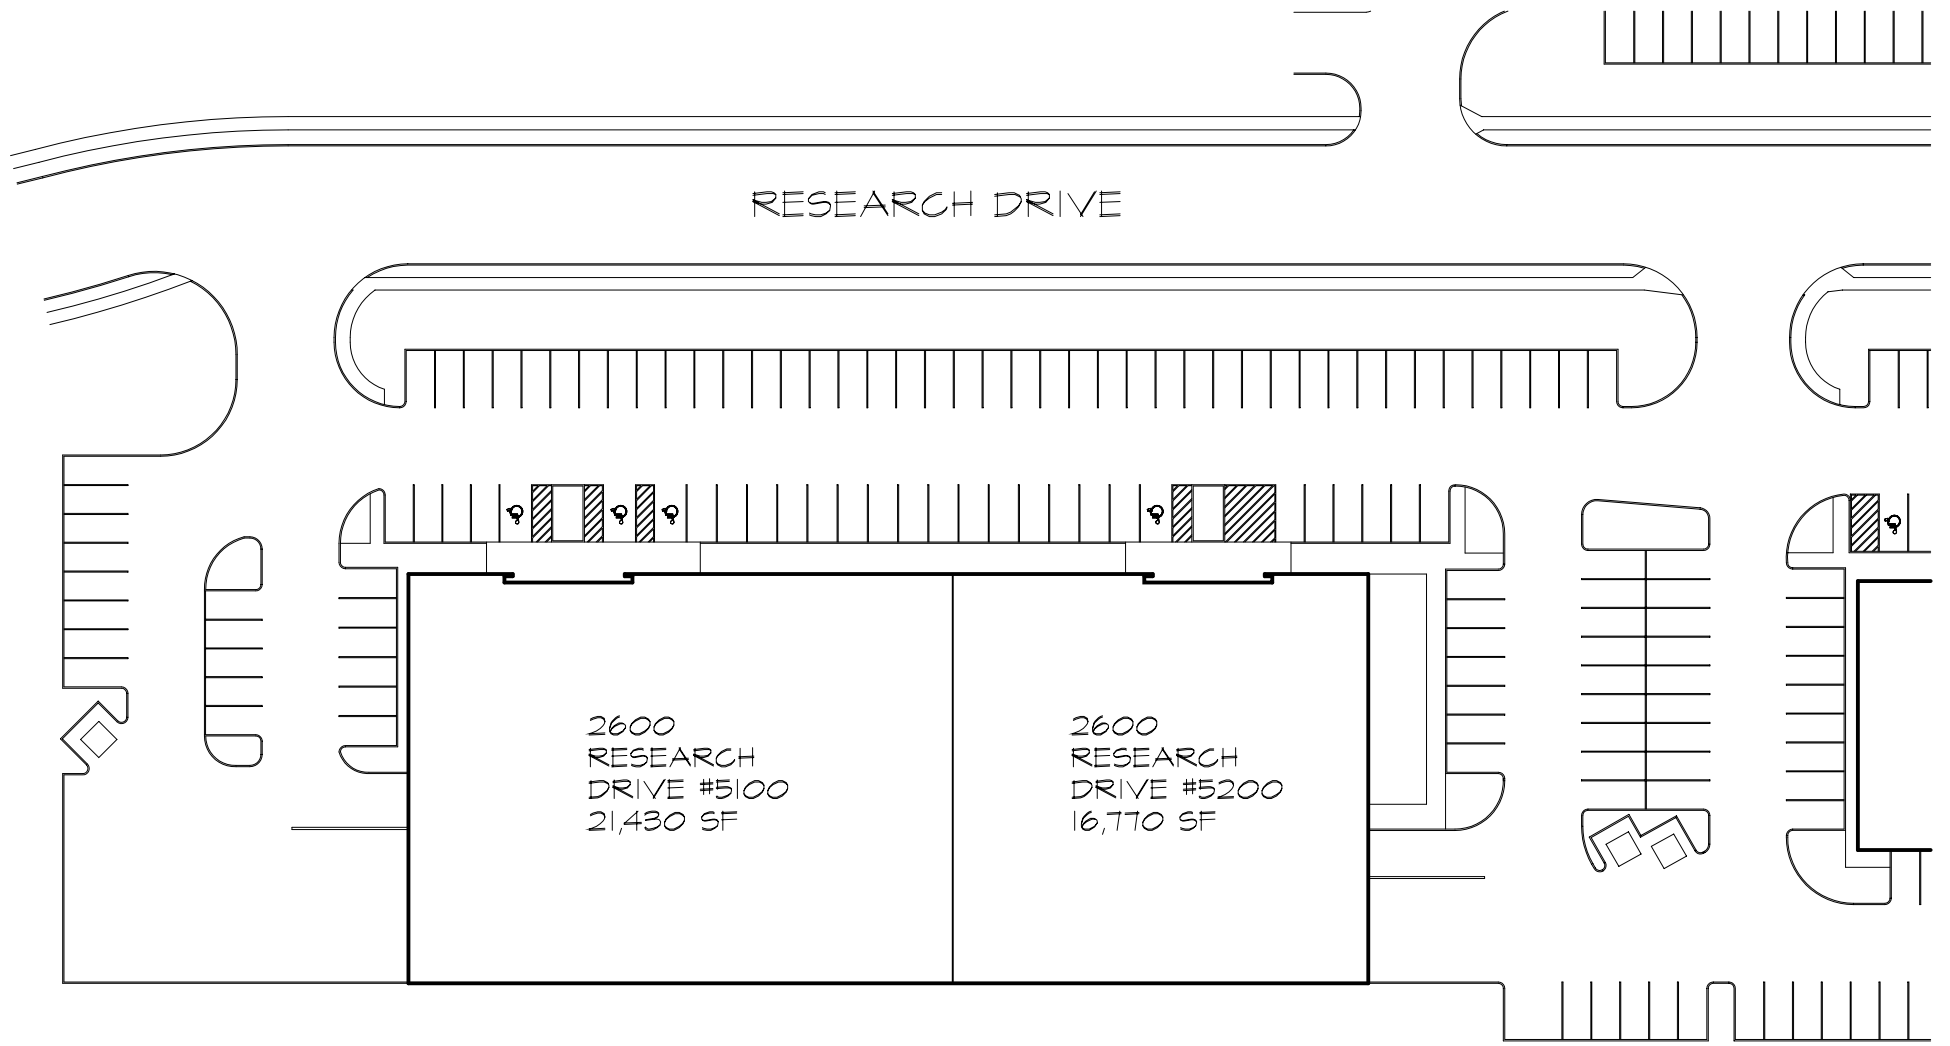 RESEARCH DRIVE
2600
RESEARCH
DRIVE #5100
21,430 SF
2600
RESEARCH
DRIVE #5200
16,770 SF